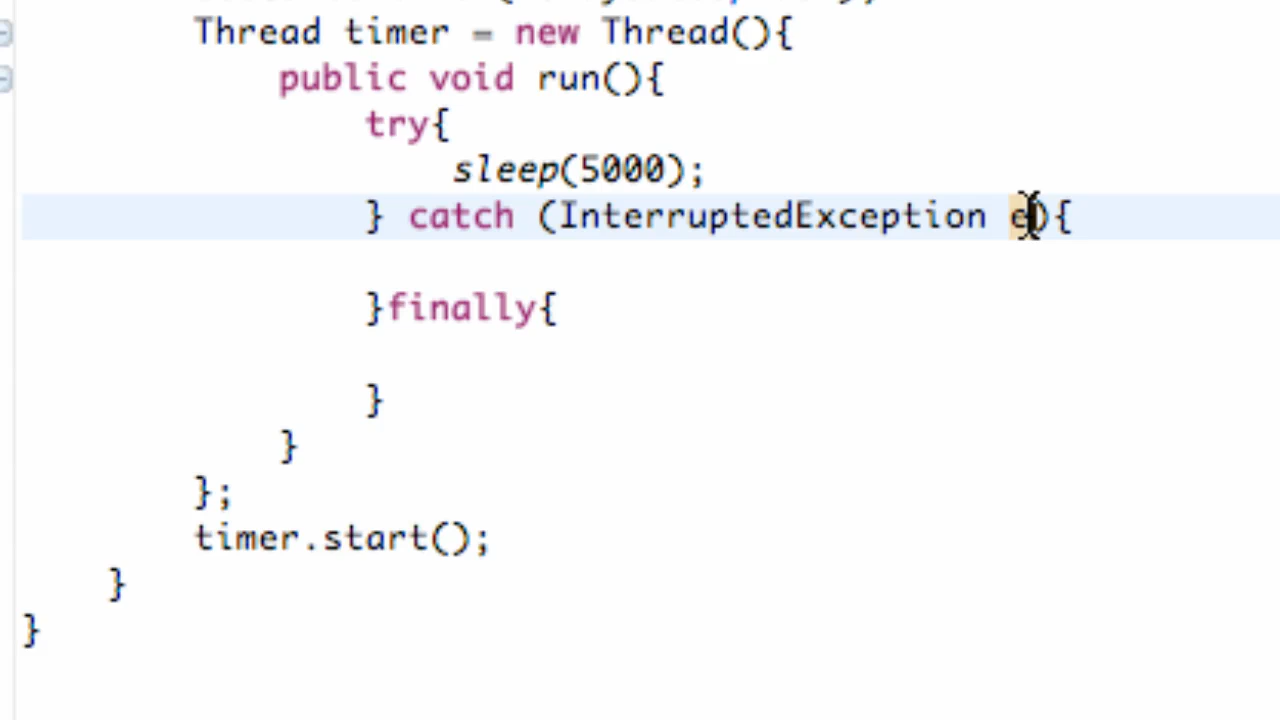 Thread timer = new Thread(){
public void run(){
try{
sleep(5000);
} catch (InterruptedException e){
}finally{
}
}
};
timer.start();
}
}